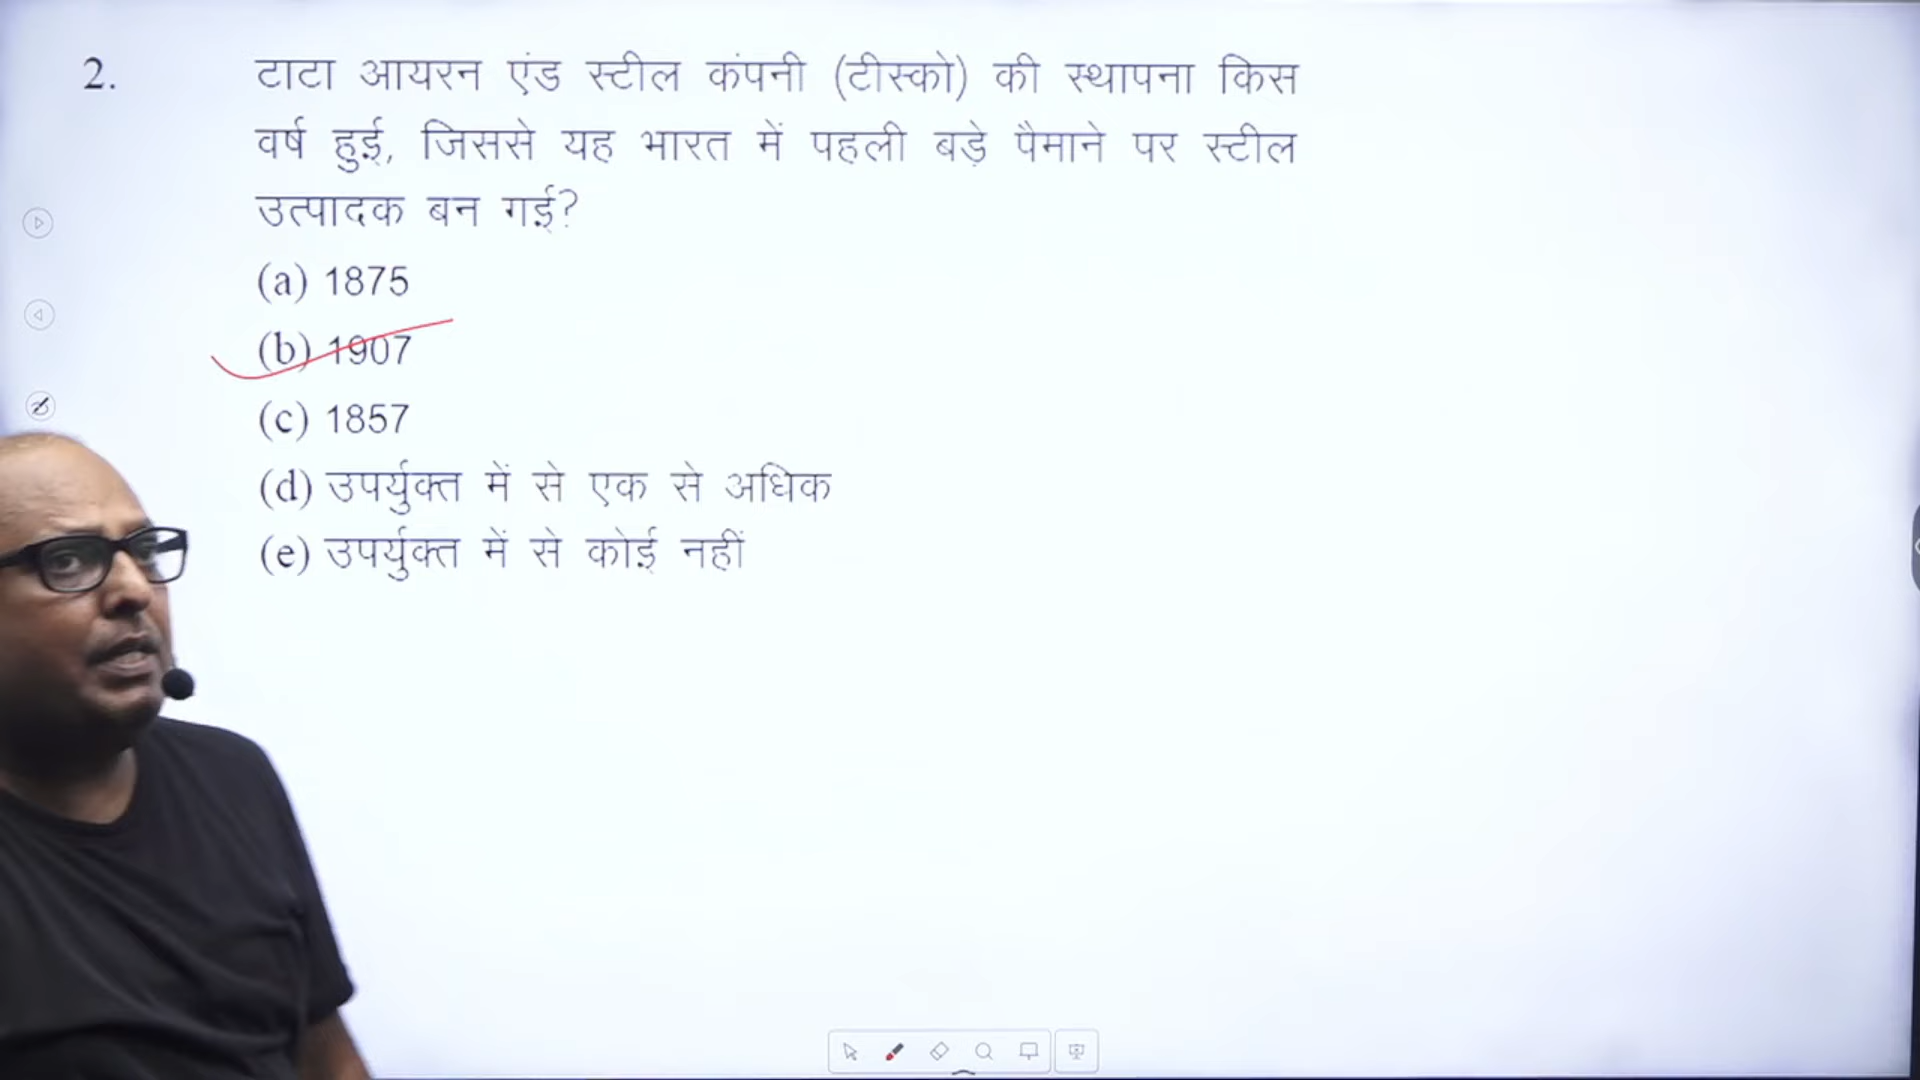 2. टाटा आयरन एंड स्टील कंपनी (टीस्को) की स्थापना किस
वर्ष हुई, जिससे यह भारत में पहली बड़े पैमाने पर स्टील
उत्पादक बन गई?
(a) 1875
(b) 1907
(c) 1857
(d) उपर्युक्त में से एक से अधिक
(e) उपर्युक्त में से कोई नहीं